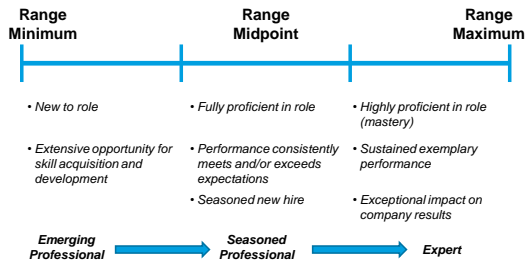 Range
Minimum
Range
Midpoint
Range
Maximum
• New to role
• Extensive opportunity for
skill acquisition and
development
• Fully proficient in role
• Performance consistently
meets and/or exceeds
expectations
• Seasoned new hire
• Highly proficient in role
(mastery)
• Sustained exemplary
performance
• Exceptional impact on
company results
Emerging
Professional
Seasoned
Professional
Expert